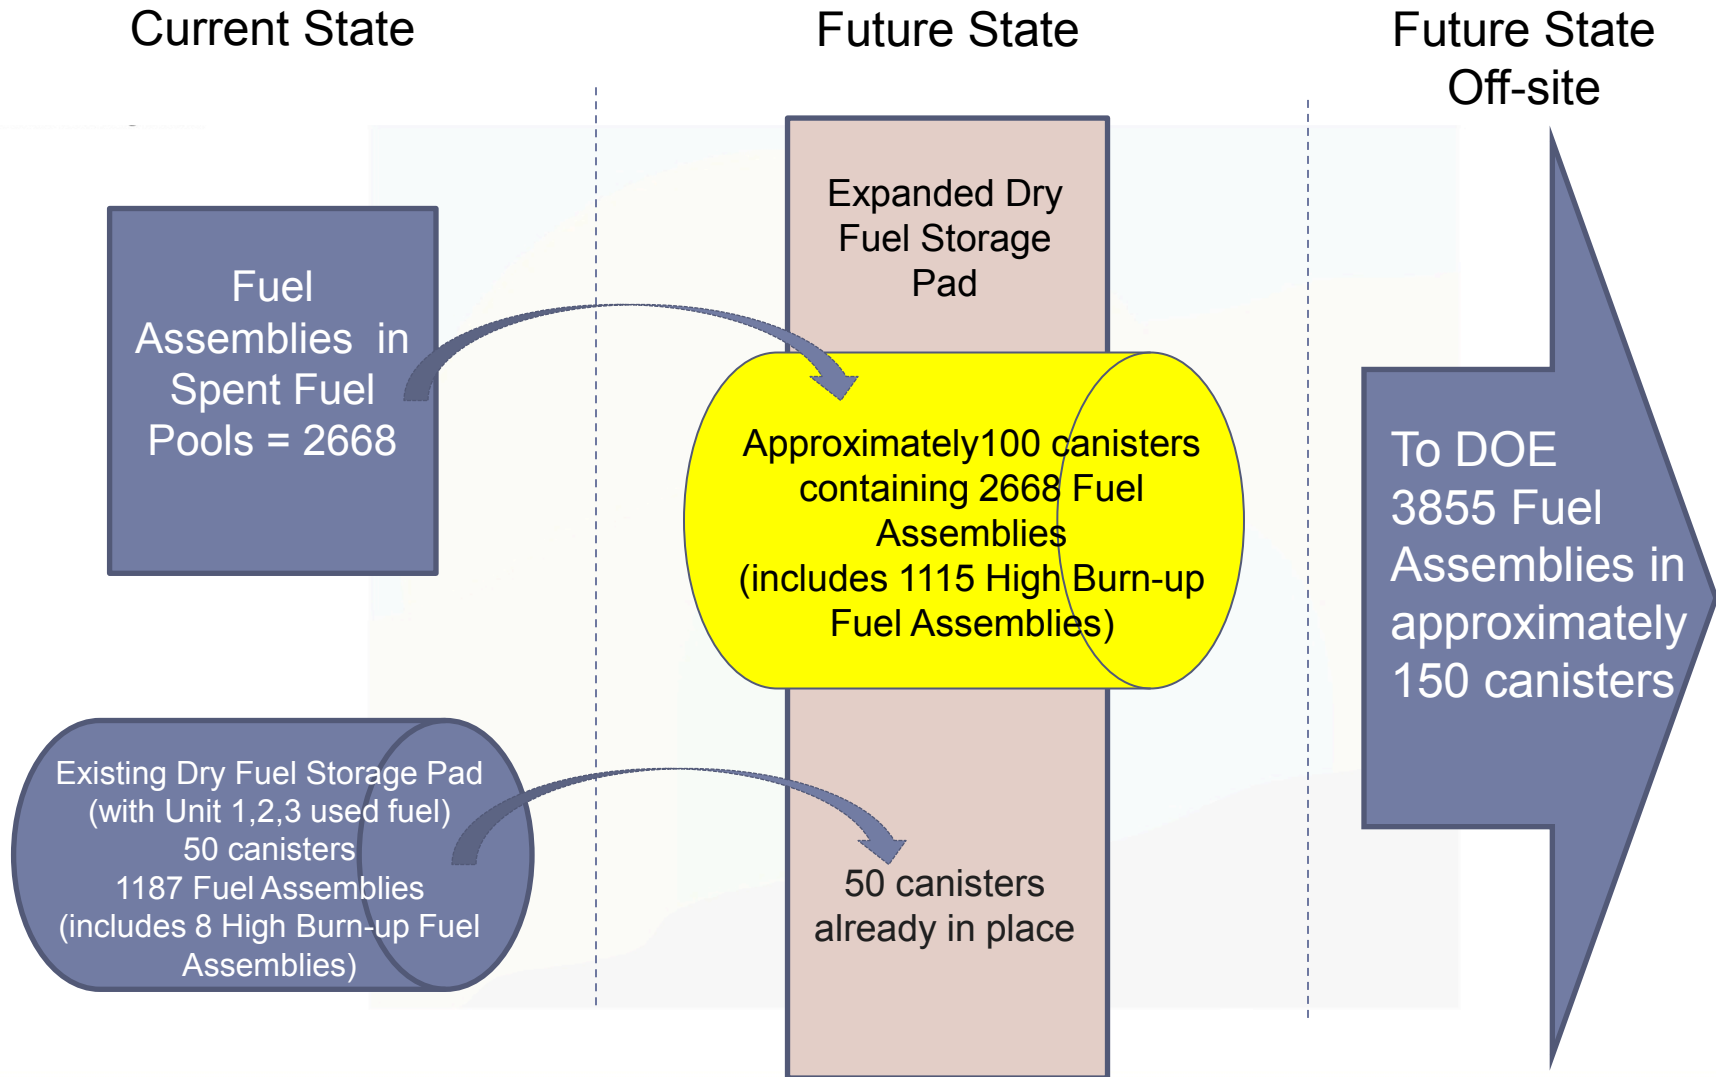 Current State
Future State
Future State
Off-site
Fuel
Assemblies in
Spent Fuel
Pools = 2668
Existing Dry Fuel Storage Pad
(with Unit 1,2,3 used fuel)
50 canisters
1187 Fuel Assemblies
(includes 8 High Burn-up Fuel
Assemblies)
Expanded Dry
Fuel Storage
Pad
Approximately100 canisters
containing 2668 Fuel
Assemblies
(includes 1115 High Burn-up
Fuel Assemblies)
50 canisters
already in place
To DOE
3855 Fuel
Assemblies in
approximately
150 canisters